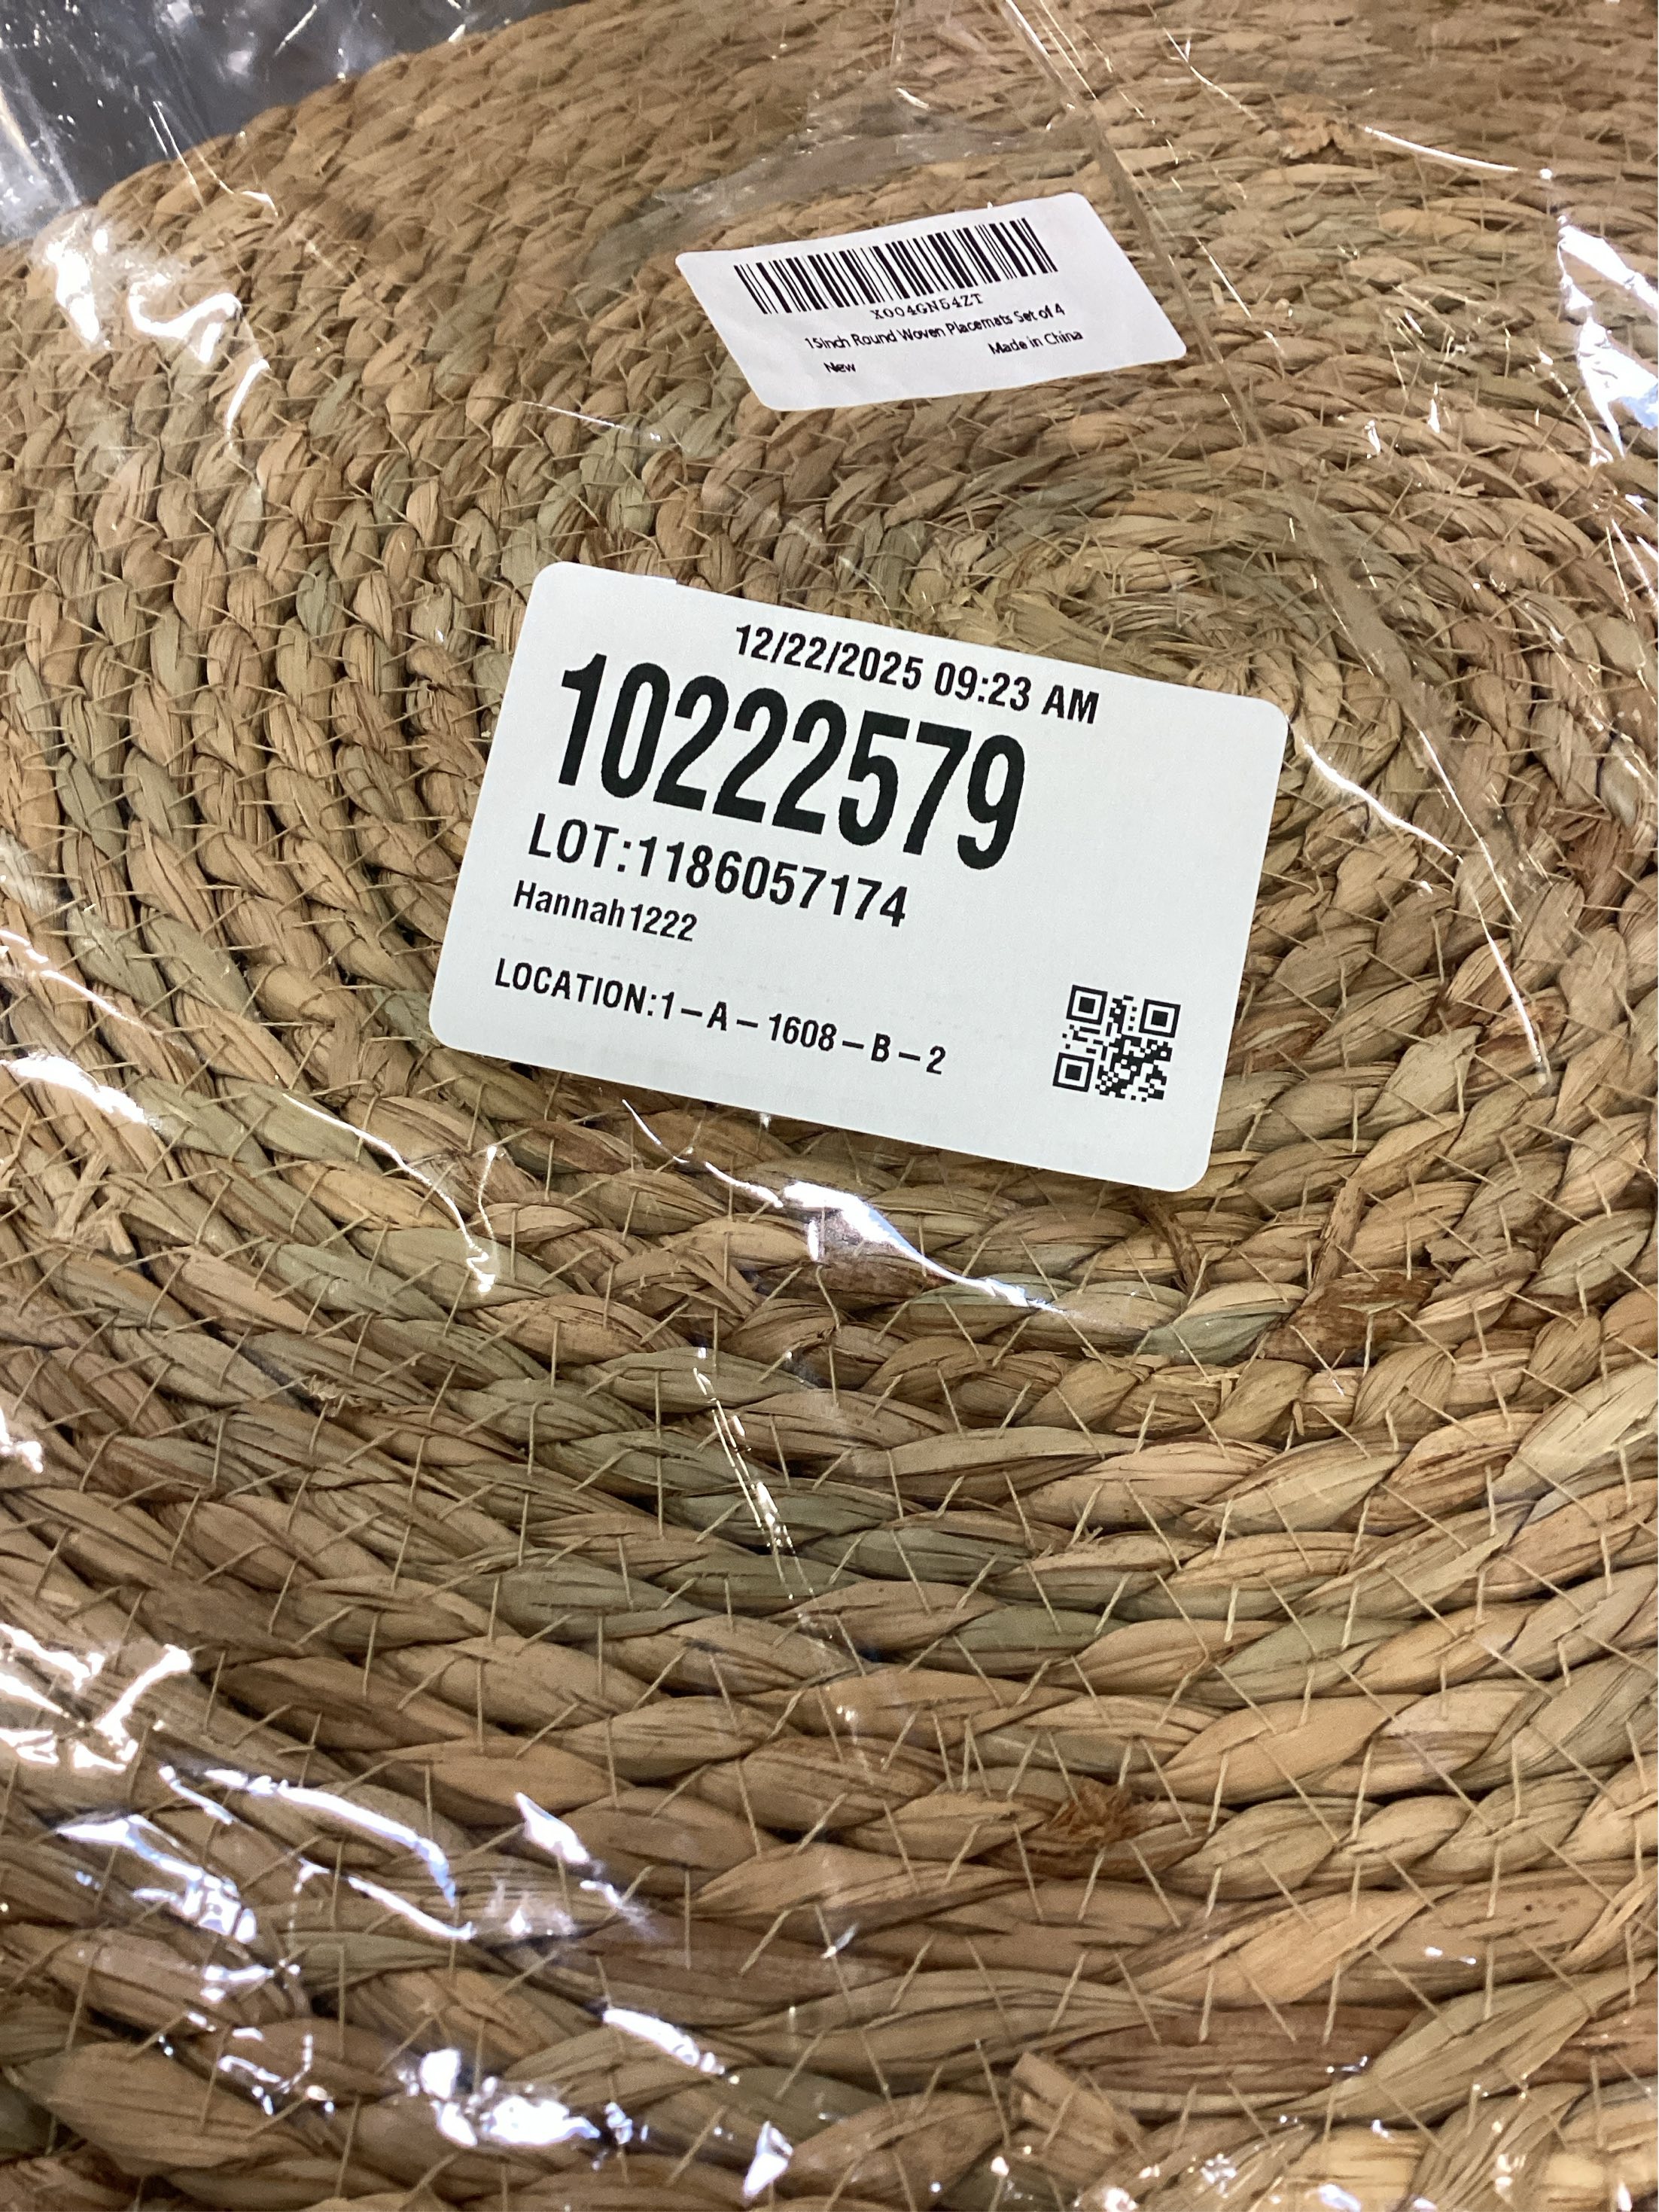 X004GN54ZT
15inch Round Woven Placemats Set of 4
New Made in China
12/22/2025 09:23 AM
10222579
LOT:1186057174
Hannah1222
LOCATION:1-A-1608-B-2